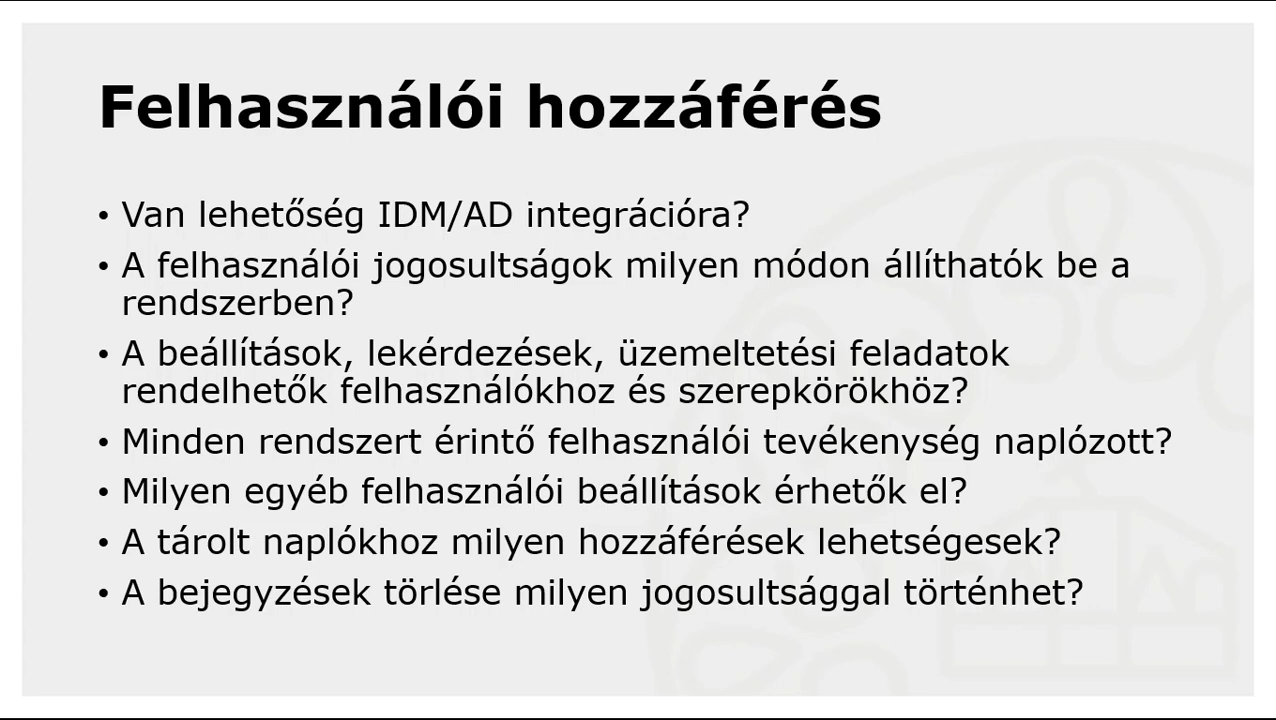 Felhasználói hozzáférés
• Van lehetőség IDM/AD integrációra?
• A felhasználói jogosultságok milyen módon állíthatók be a
rendszerben?
• A beállítások, lekérdezések, üzemeltetési feladatok
rendelhetők felhasználókhoz és szerepkörökhöz?
• Minden rendszert érintő felhasználói tevékenység naplózott?
• Milyen egyéb felhasználói beállítások érhetők el?
• A tárolt naplókhoz milyen hozzáférések lehetségesek?
• A bejegyzések törlése milyen jogosultsággal történhet?